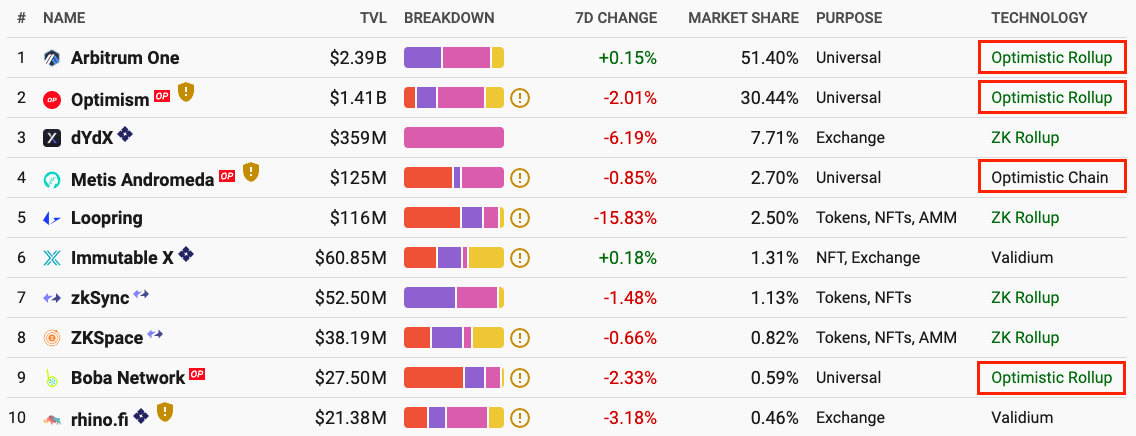 # NAME TVL BREAKDOWN 7D CHANGE MARKET SHARE PURPOSE TECHNOLOGY
1 Arbitrum One $2.39B +0.15% 51.40% Universal Optimistic Rollup
2 Optimism OP $1.41B -2.01% 30.44% Universal Optimistic Rollup
3 dYdX $359M -6.19% 7.71% Exchange ZK Rollup
4 Metis Andromeda OP $125M -0.85% 2.70% Universal Optimistic Chain
5 Loopring $116M -15.83% 2.50% Tokens, NFTs, AMM ZK Rollup
6 Immutable X $60.85M +0.18% 1.31% NFT, Exchange Validium
7 zkSync $52.50M -1.48% 1.13% Tokens, NFTs ZK Rollup
8 ZKSpace $38.19M -0.66% 0.82% Tokens, NFTs, AMM ZK Rollup
9 Boba Network OP $27.50M -2.33% 0.59% Universal Optimistic Rollup
10 rhino.fi $21.38M -3.18% 0.46% Exchange Validium